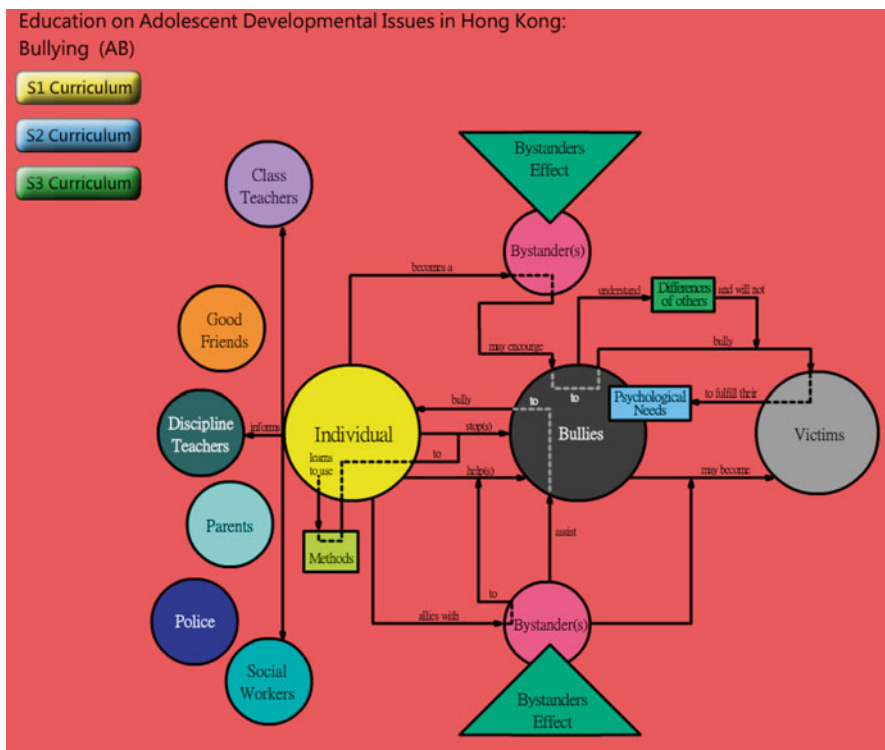 Education on Adolescent Developmental Issues in Hong Kong:
Bullying (AB)
S1 Curriculum
S2 Curriculum
S3 Curriculum
Class
Teachers
Bystanders
Effect
Bystander(s)
becomes a
understand
Differences
of others
and will not
Good
Friends
may encourge
bully
Discipline
Teachers
informs
Individual
bully
to
to
Psychological
Needs
to fulfill their
Victims
stop(s)
Bullies
learns
to use
to
help(s)
may become
Parents
Methods
assist
to
Police
allies with
Bystander(s)
Social
Workers
Bystanders
Effect